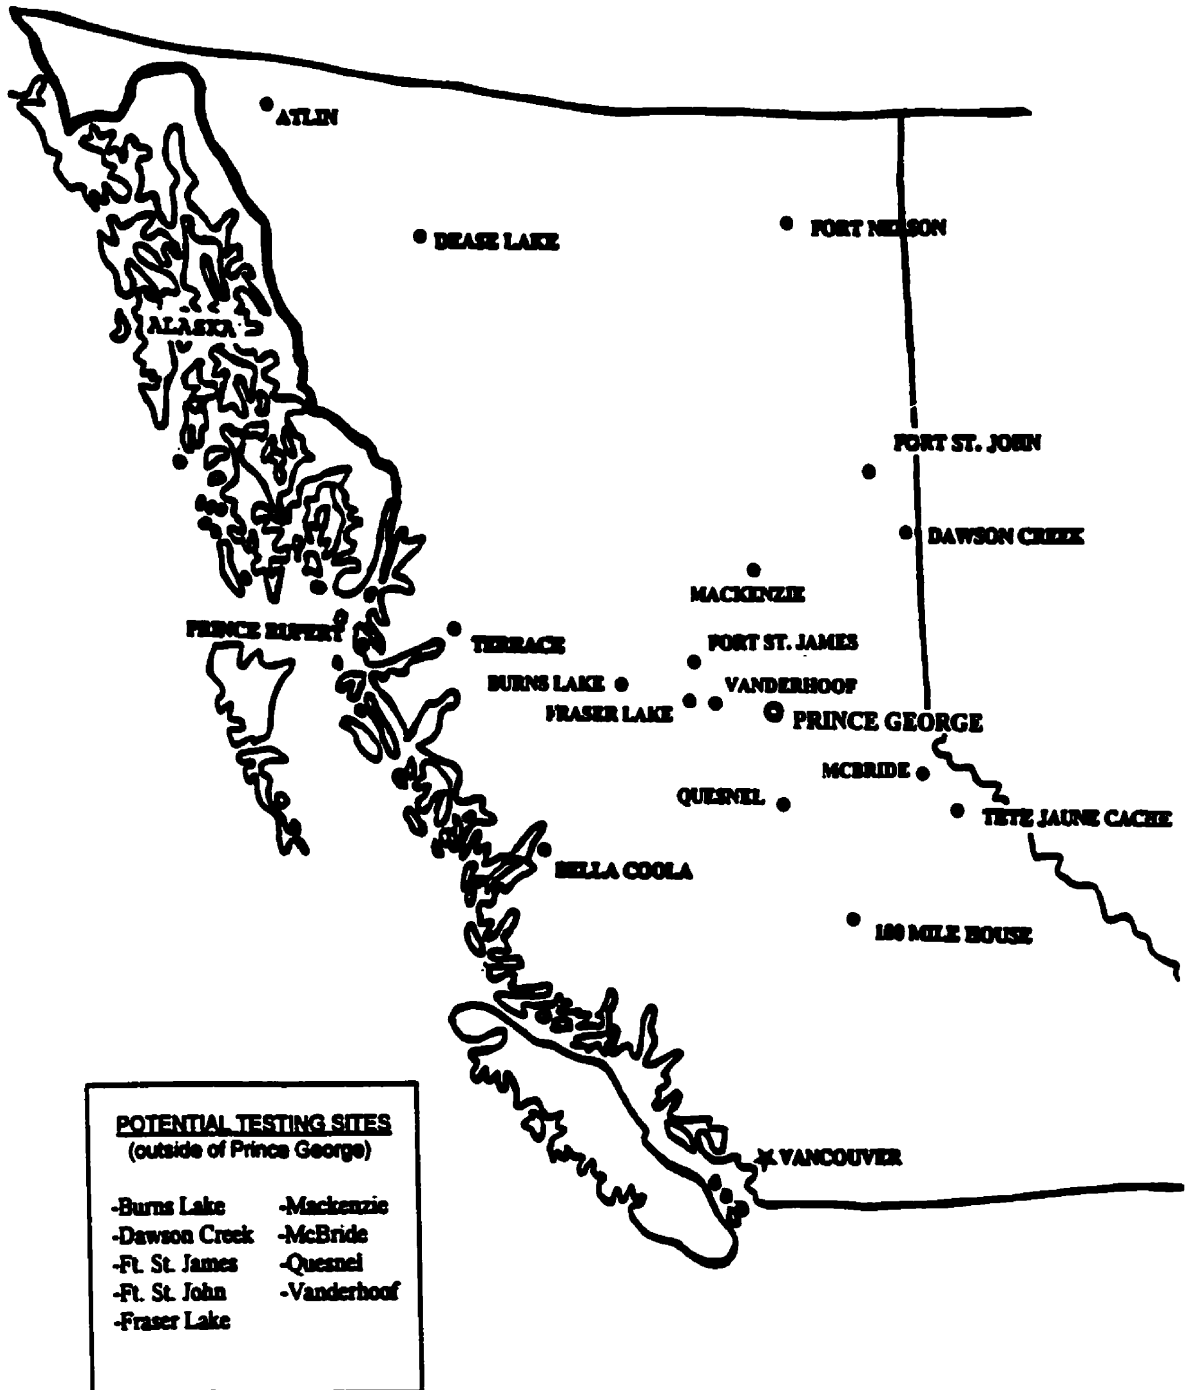 ATLIN
DEASE LAKE
FORT NELSON
ALASKA
FORT ST. JOHN
DAWSON CREEK
MACKENZIE
PRINCE RUPERT
TERRACE
FORT ST. JAMES
BURNS LAKE
VANDERHOOF
FRASER LAKE
PRINCE GEORGE
MCBRIDE
QUESNEL
TETE JAUNE CACHE
BELLA COOLA
100 MILE HOUSE
VANCOUVER
POTENTIAL TESTING SITES
(outside of Prince George)
-Burns Lake -Mackenzie
-Dawson Creek -McBride
-Ft. St. James -Quesnel
-Ft. St. John -Vanderhoof
-Fraser Lake